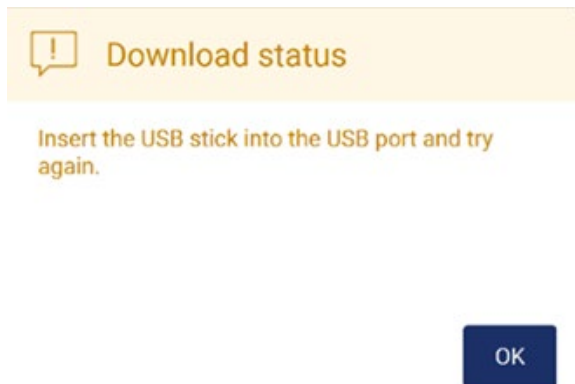 Download status
Insert the USB stick into the USB port and try
again.
OK